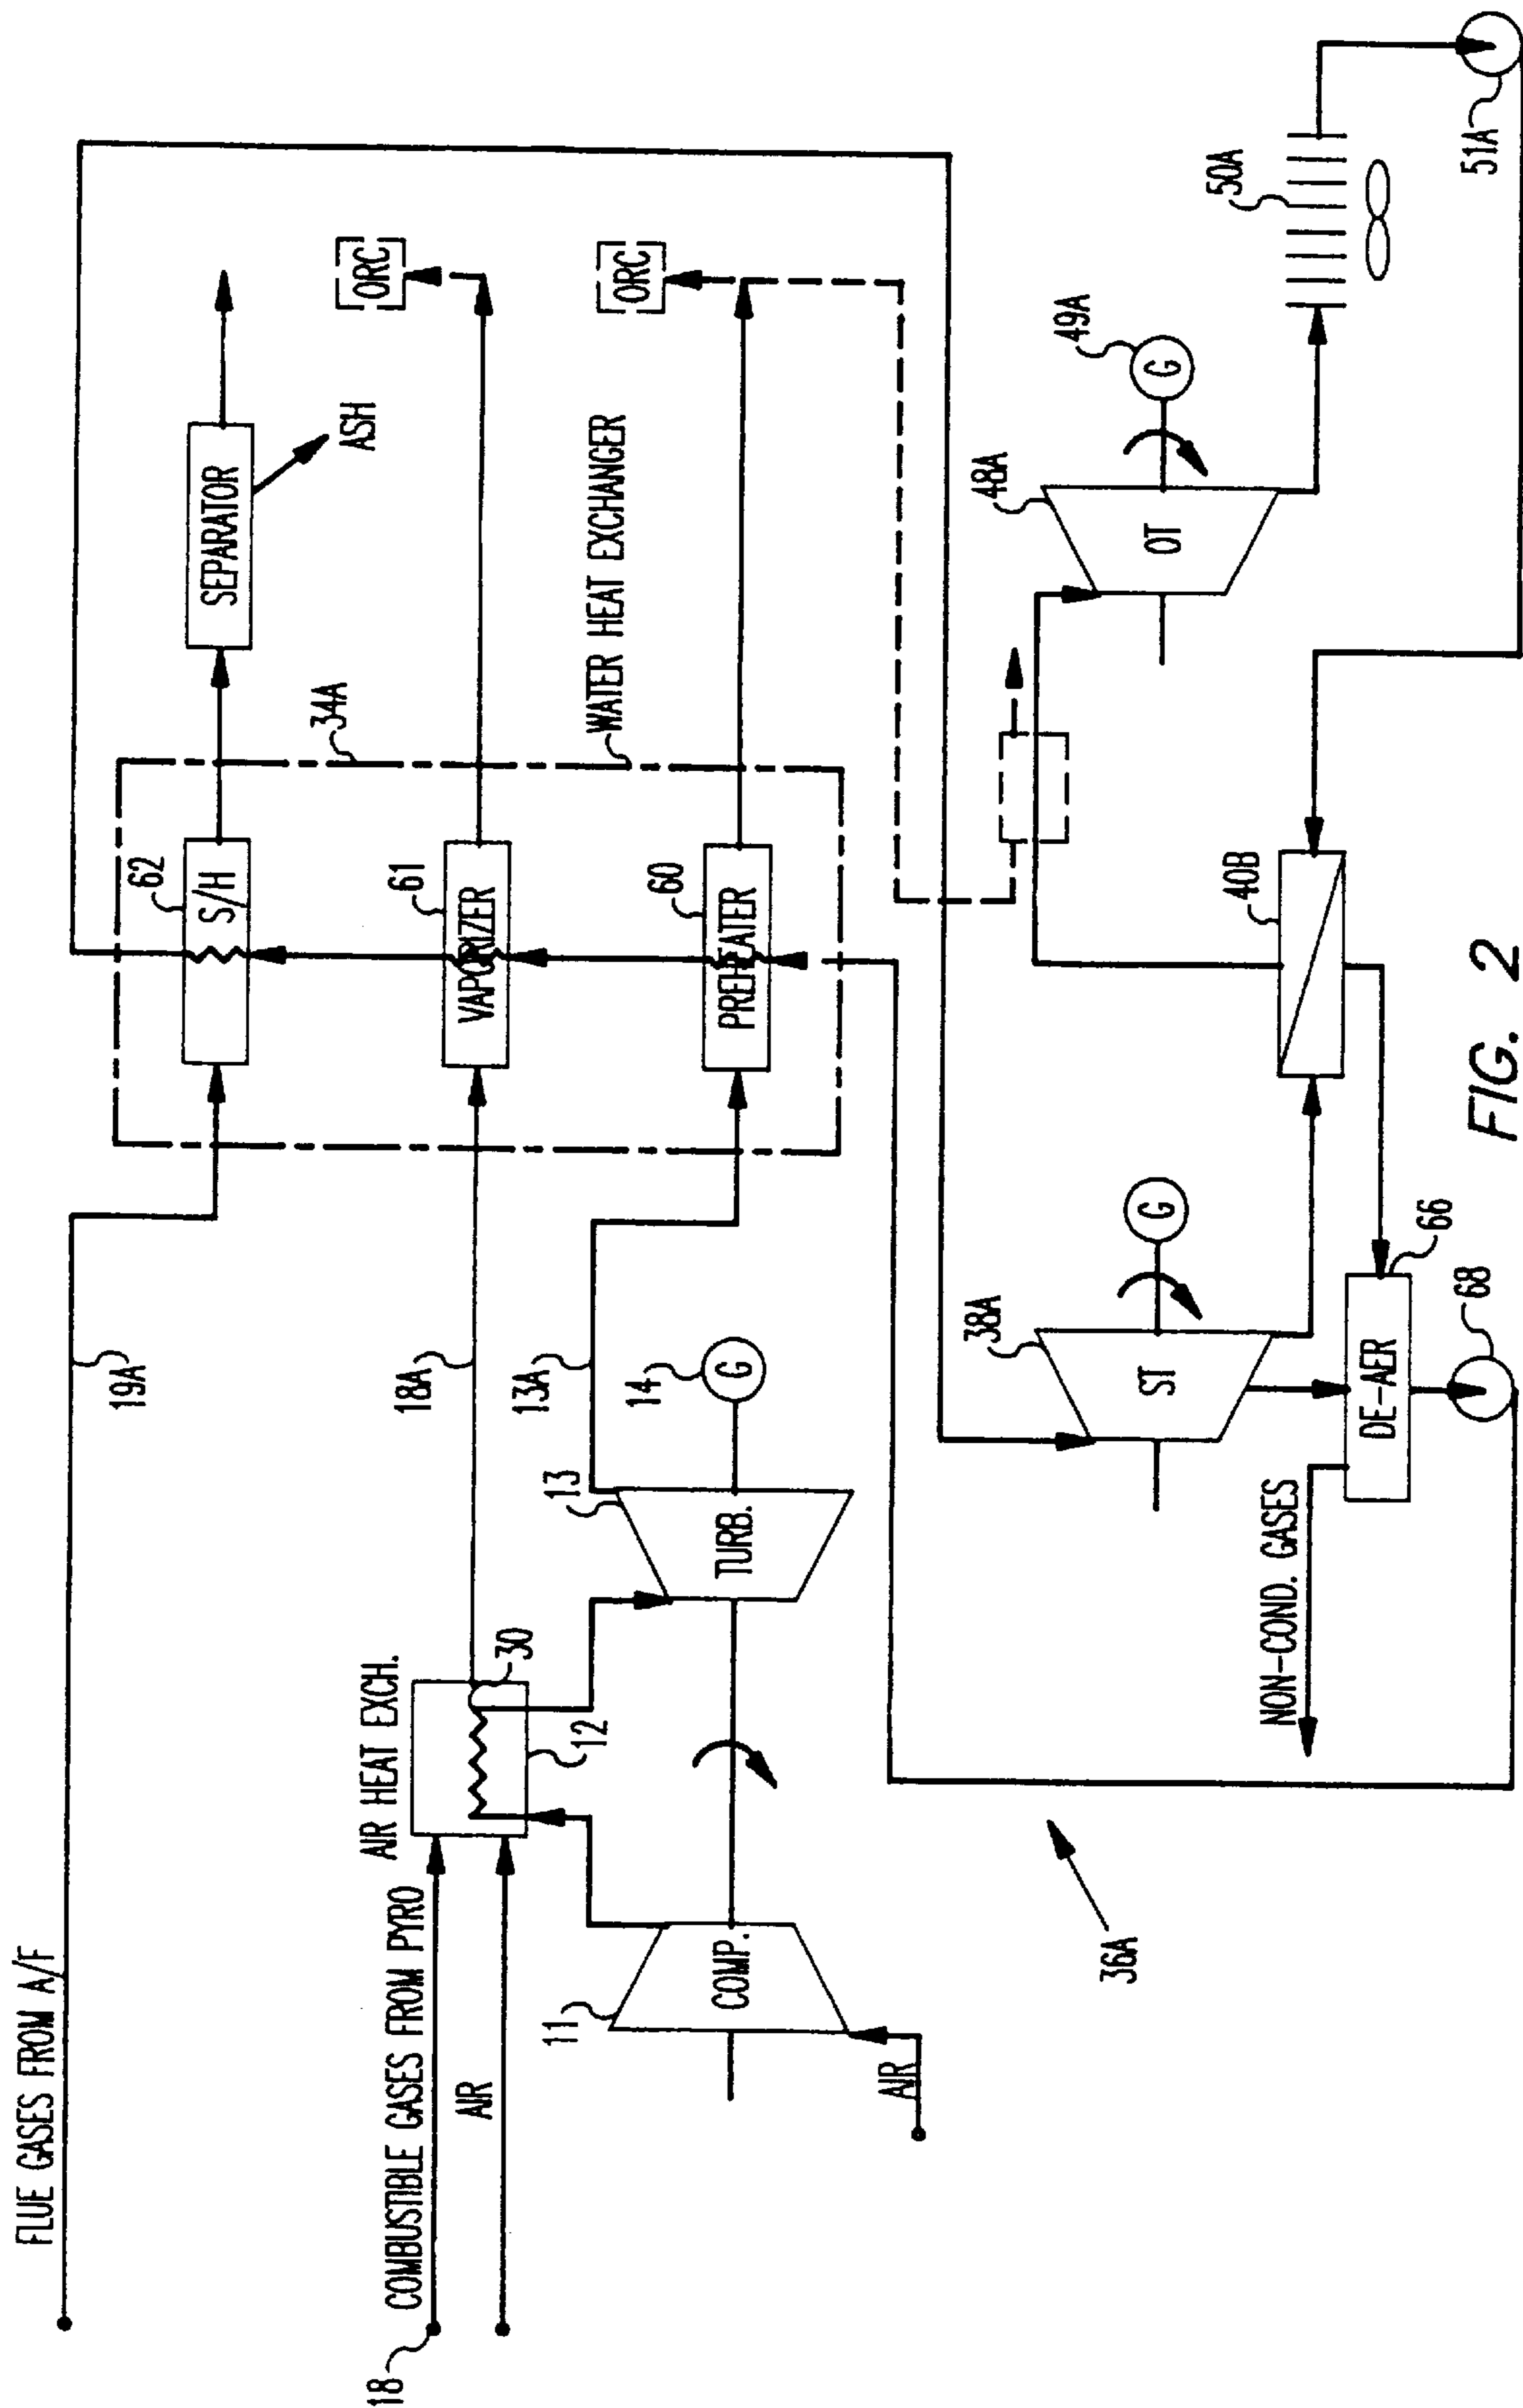 FLUE GASES FROM A/F
19A
62
S/H
SEPARATOR
ASH
34A
18
COMBUSTIBLE GASES FROM PYRO
AIR
AIR HEAT EXCH.
30
12
18A
61
VAPORIZER
ORC
WATER HEAT EXCHANGER
11
COMP.
AIR
13
TURB.
14
G
13A
60
PREHEATER
ORC
36A
38A
ST
G
NON-COND. GASES
DE-AER
66
68
40B
48A
OT
49A
G
50A
51A
FIG. 2